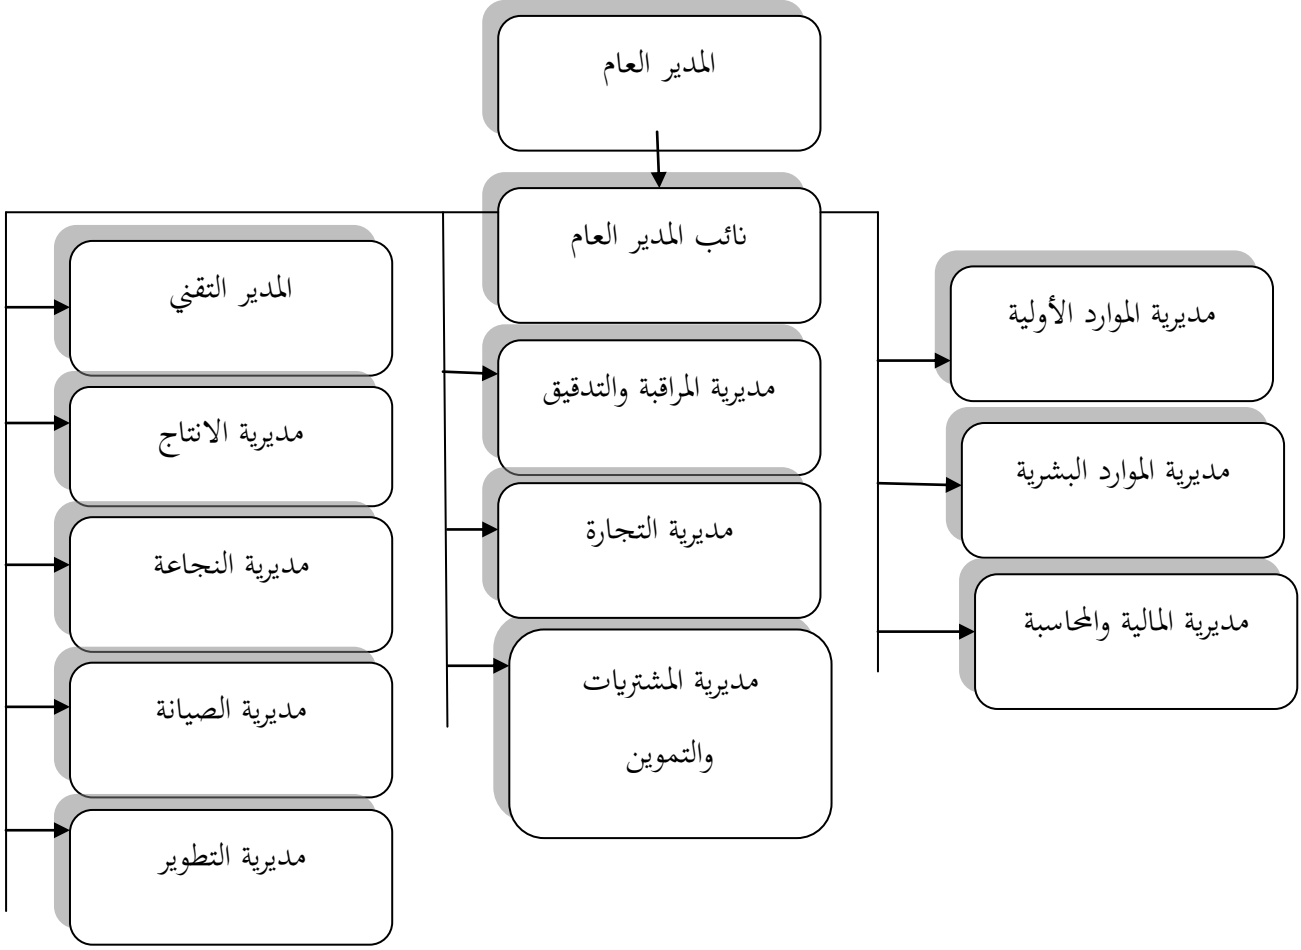 المدير العام
نائب المدير العام
مديرية الموارد الأولية
مديرية الموارد البشرية
مديرية المالية والمحاسبة
مديرية المراقبة والتدقيق
مديرية التجارة
مديرية المشتريات
والتموين
المدير التقني
مديرية الانتاج
مديرية النجاعة
مديرية الصيانة
مديرية التطوير